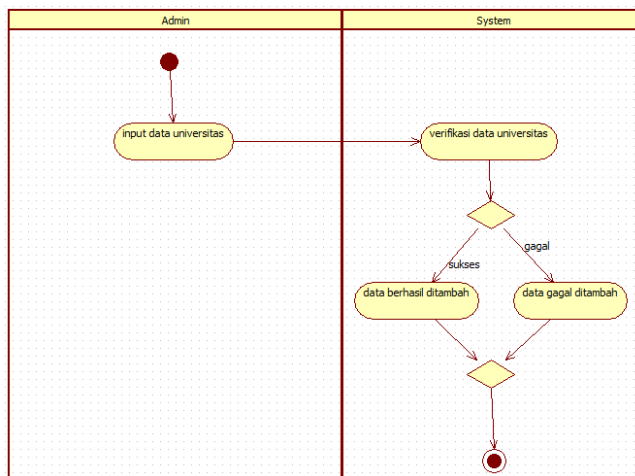 Admin
System
input data universitas
verifikasi data universitas
sukses
gagal
data berhasil ditambah
data gagal ditambah